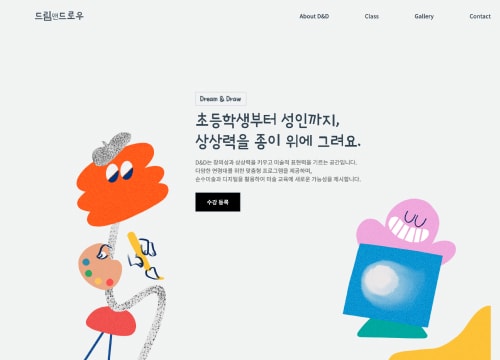 드림앤드로우
About D&D
Class
Gallery
Contact
Dream & Draw
초등학생부터 성인까지,
상상력을 종이 위에 그려요.
D&D는 창의성과 상상력을 키우고 미술적 표현력을 기르는 공간입니다.
다양한 연령대를 위한 맞춤형 프로그램을 제공하며,
순수미술과 디지털을 활용하여 미술 교육에 새로운 가능성을 제시합니다.
수강 등록